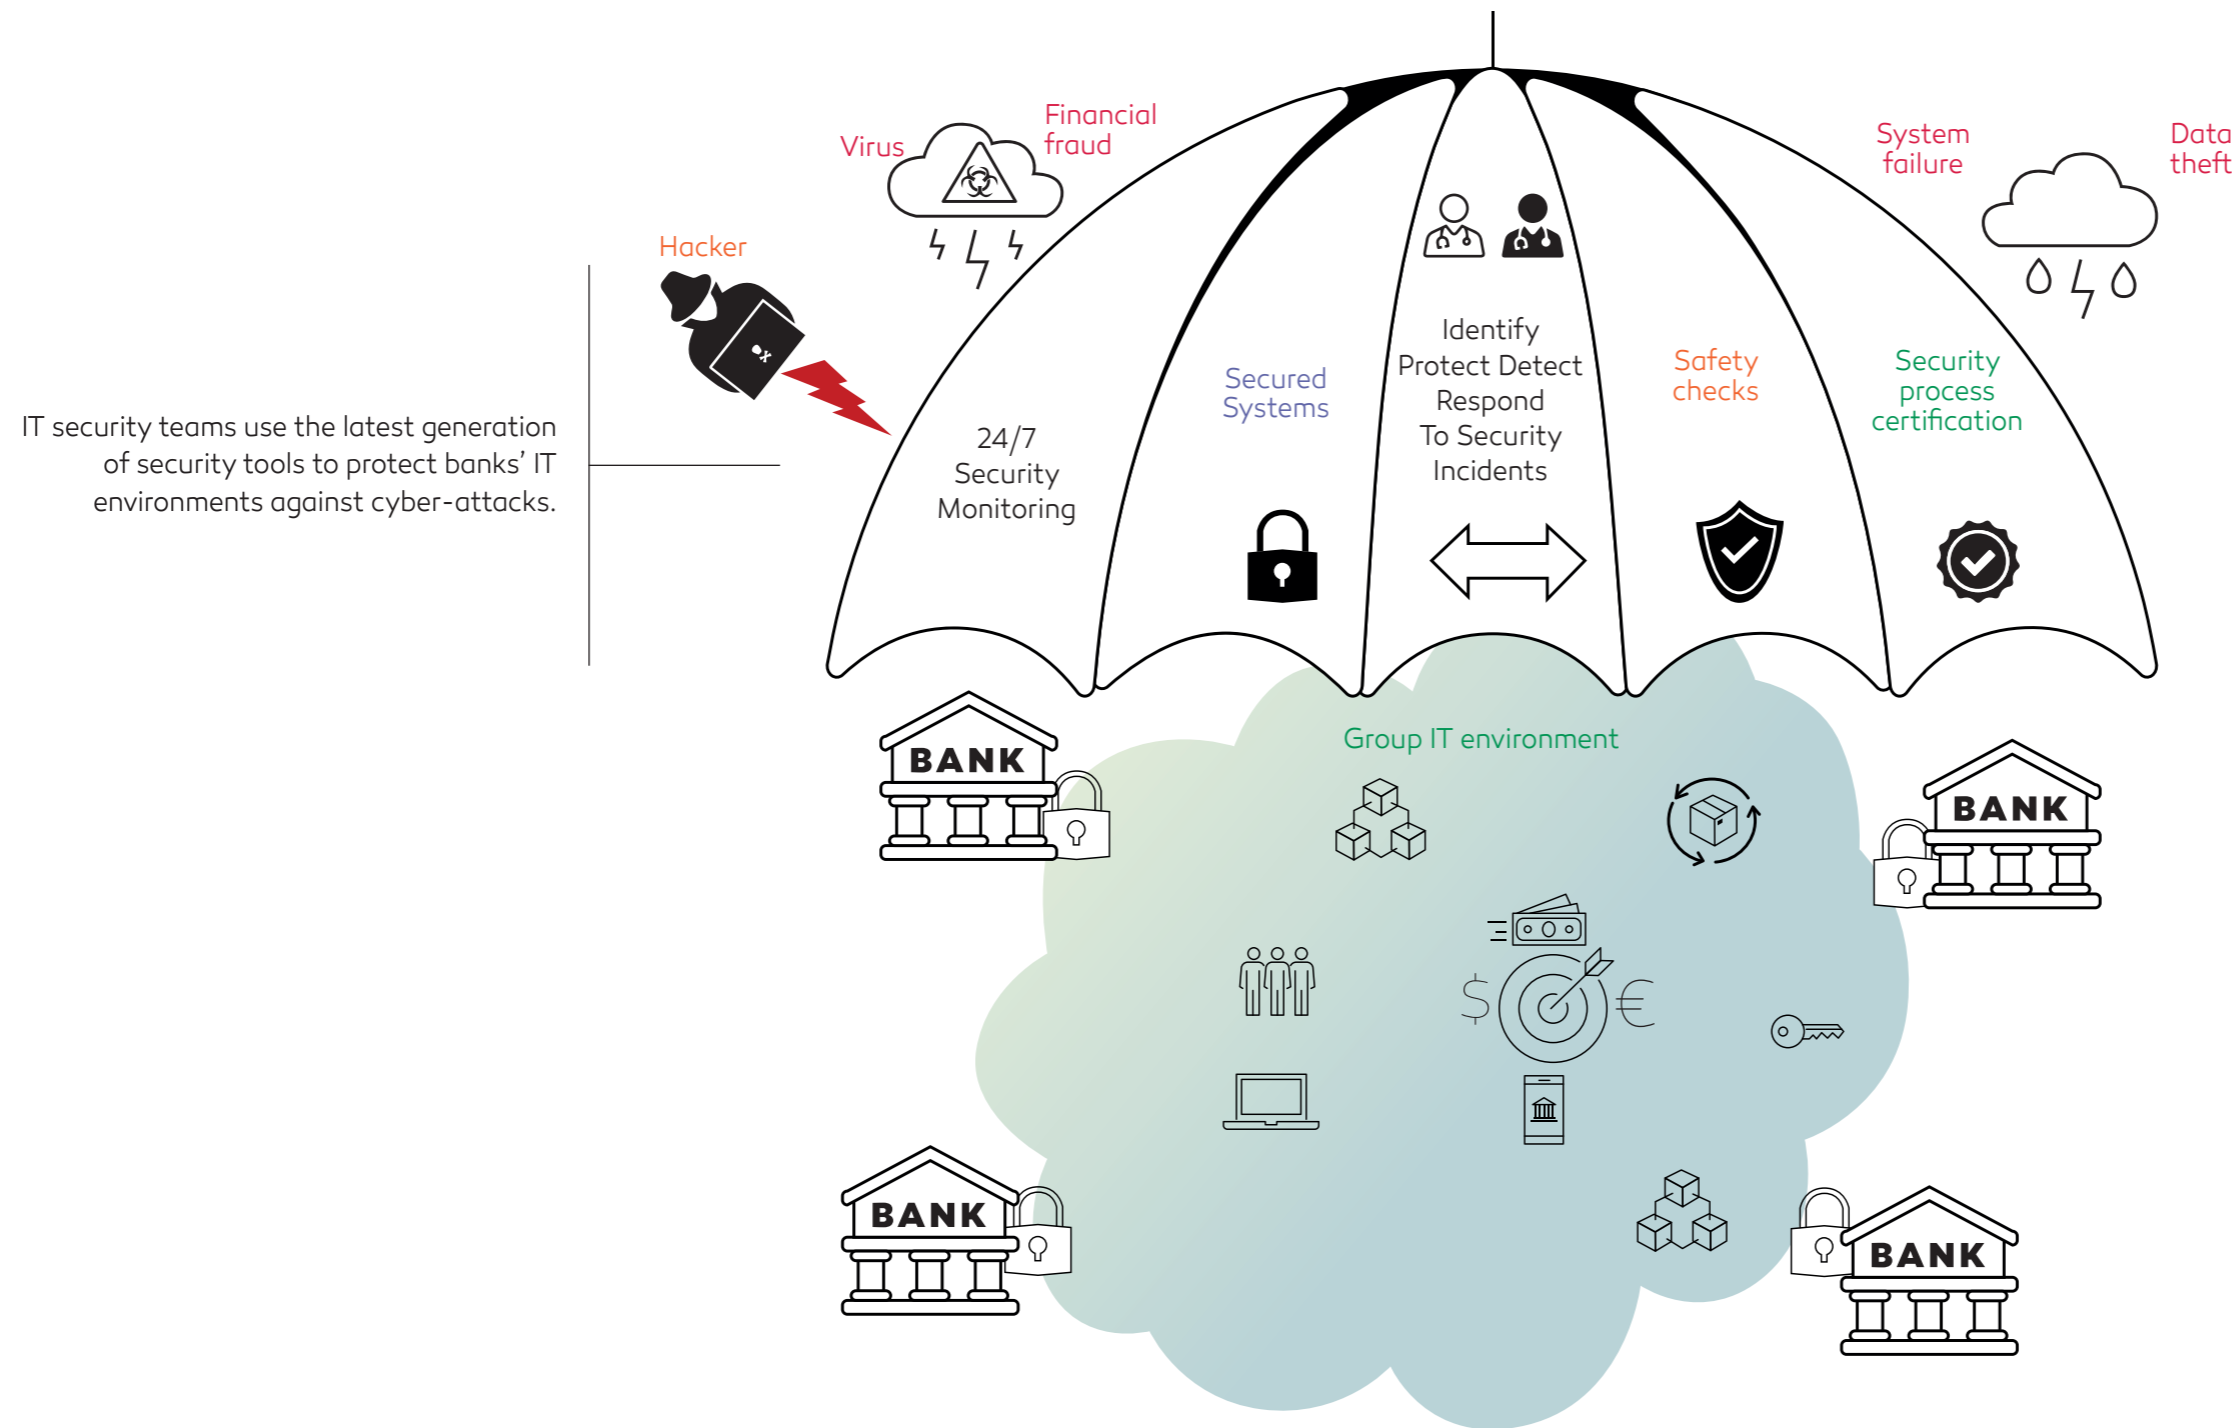 IT security teams use the latest generation
of security tools to protect banks’ IT
environments against cyber-attacks.
Hacker
Virus
Financial
fraud
System
failure
Data
theft
24/7
Security
Monitoring
Secured
Systems
Identify
Protect Detect
Respond
To Security
Incidents
Safety
checks
Security
process
certification
Group IT environment
BANK
BANK
$
€
BANK
BANK